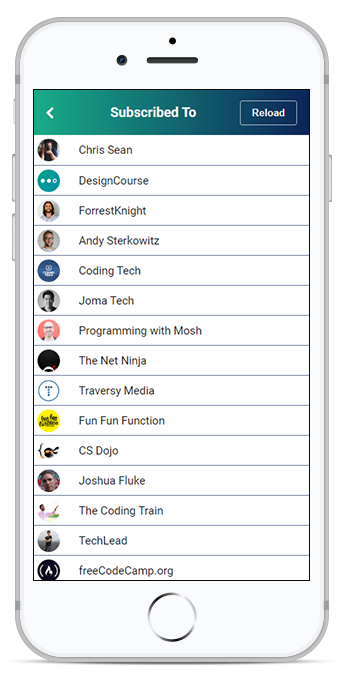 Subscribed To
Reload
Chris Sean
DesignCourse
ForrestKnight
Andy Sterkowitz
Coding Tech
Joma Tech
Programming with Mosh
The Net Ninja
Traversy Media
Fun Fun Function
CS Dojo
Joshua Fluke
The Coding Train
TechLead
freeCodeCamp.org